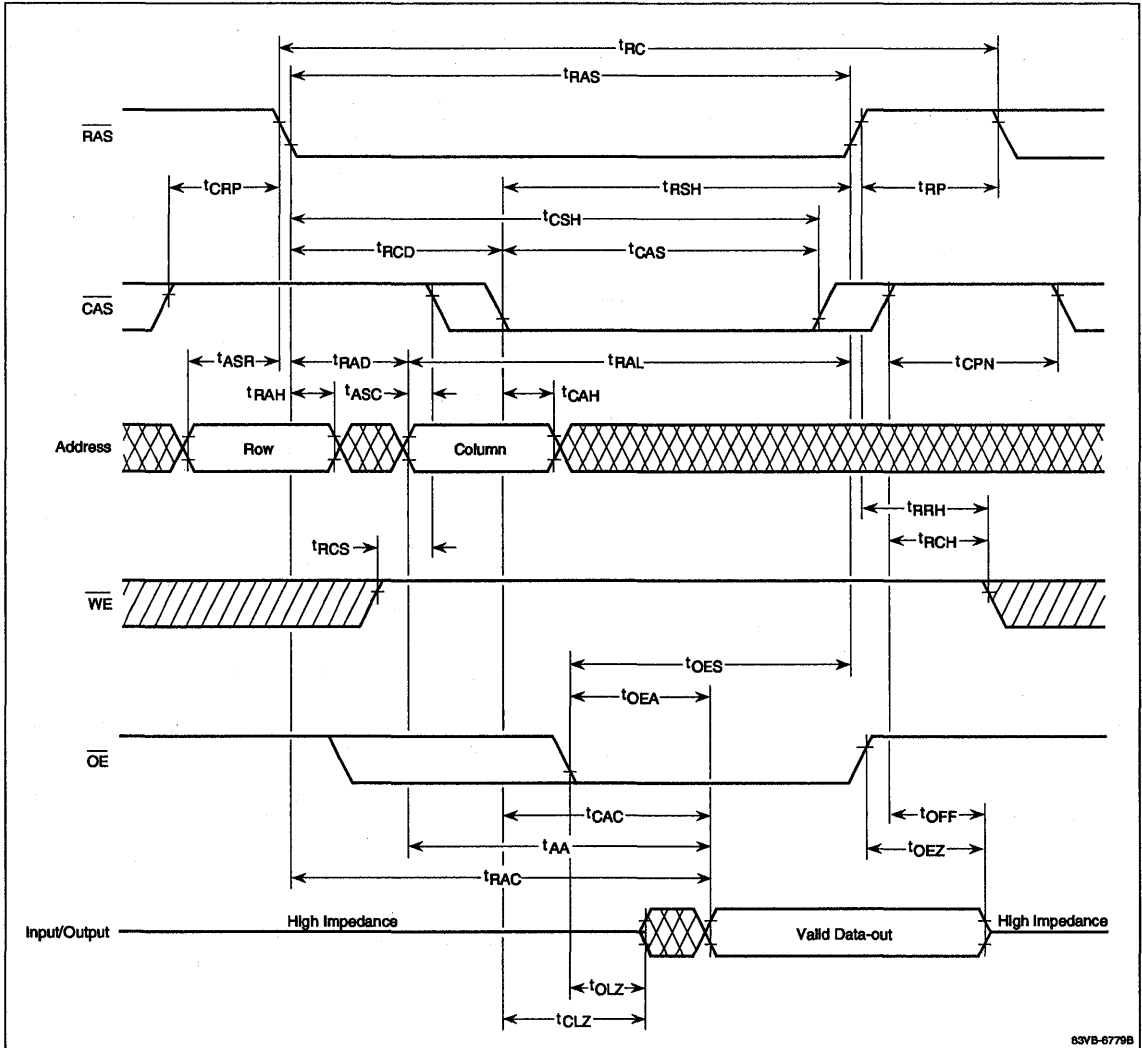 tRC
tRAS
RAS
tCRP
tRSH
tRP
tCSH
tRCD
tCAS
CAS
tASR
tRAD
tRAL
tCPN
tRAH
tASC
tCAH
Address
Row
Column
tRRH
tRCS
tRCH
WE
tOES
tOEA
OE
tCAC
tOFF
tAA
tOEZ
tRAC
Input/Output
High Impedance
Valid Data-out
High Impedance
tOLZ
tCLZ
83VB-6779B